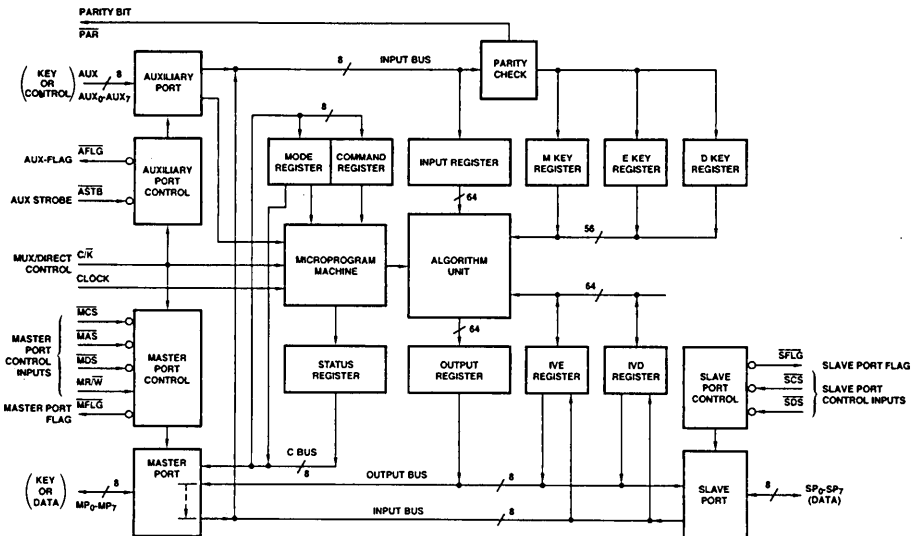 PARITY BIT
PAR
( KEY OR CONTROL )
AUX
8
AUX0-AUX7
AUXILIARY PORT
8
INPUT BUS
PARITY CHECK
8
AUX-FLAG
AFLG
AUX STROBE
ASTB
AUXILIARY PORT CONTROL
MODE REGISTER
COMMAND REGISTER
INPUT REGISTER
M KEY REGISTER
E KEY REGISTER
D KEY REGISTER
64
56
MUX/DIRECT CONTROL
C/K
CLOCK
MICROPROGRAM MACHINE
ALGORITHM UNIT
64
64
MASTER PORT CONTROL INPUTS
MCS
MAS
MDS
MR/W
MASTER PORT FLAG
MFLG
MASTER PORT CONTROL
STATUS REGISTER
OUTPUT REGISTER
IVE REGISTER
IVD REGISTER
SLAVE PORT CONTROL
SFLG
SLAVE PORT FLAG
SCS
SDS
SLAVE PORT CONTROL INPUTS
C BUS
8
( KEY OR DATA )
8
MP0-MP7
MASTER PORT
OUTPUT BUS
8
8
INPUT BUS
8
SLAVE PORT
8
SP0-SP7
(DATA)